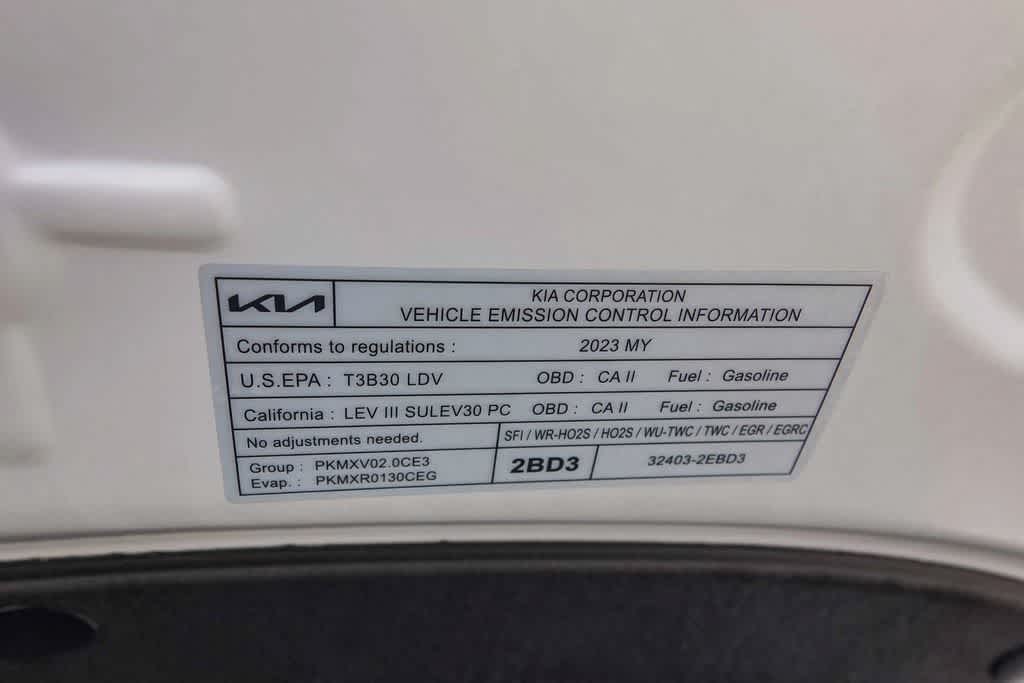 KIA
KIA CORPORATION
VEHICLE EMISSION CONTROL INFORMATION
Conforms to regulations : 2023 MY
U.S.EPA : T3B30 LDV OBD : CA II Fuel : Gasoline
California : LEV III SULEV30 PC OBD : CA II Fuel : Gasoline
No adjustments needed.
SFI / WR-HO2S / HO2S / WU-TWC / TWC / EGR / EGRC
Group : PKMXV02.0CE3
Evap. : PKMXR0130CEG
2BD3
32403-2EBD3